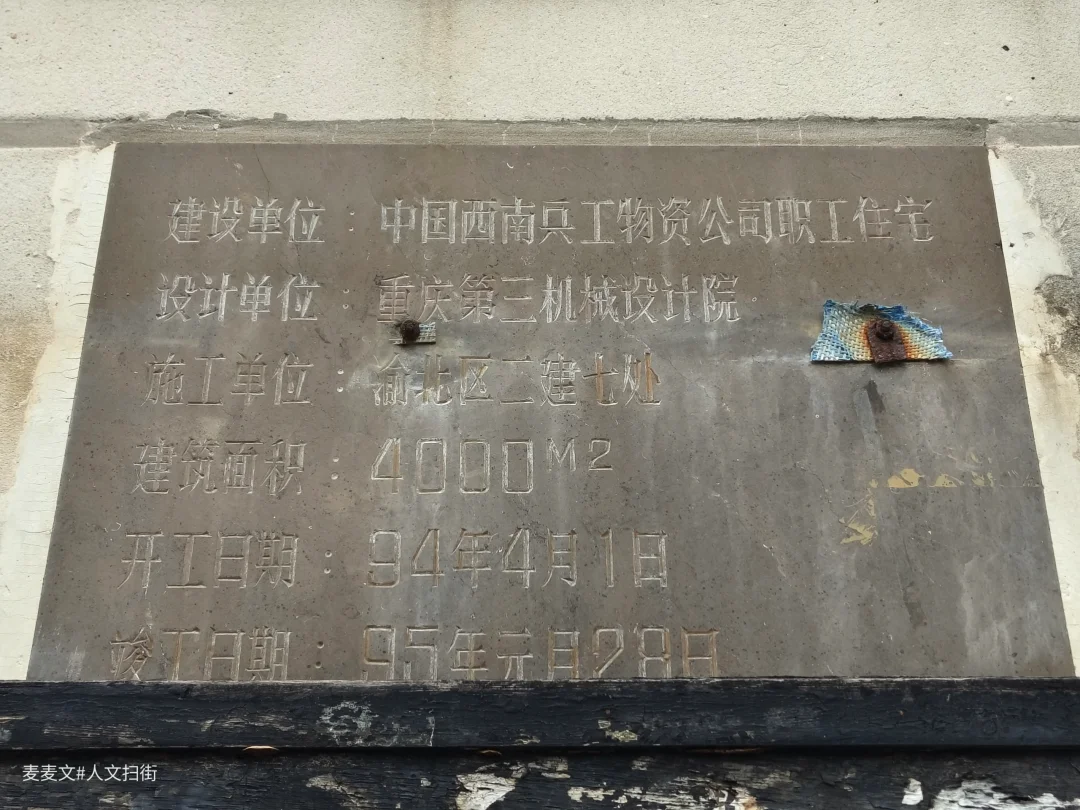 建设单位：中国西南兵工物资公司职工住宅
设计单位：重庆第三机械设计院
施工单位：渝北区二建七处
建筑面积：4000M2
开工日期：94年4月1日
竣工日期：95年元月28日
麦麦文#人文扫街